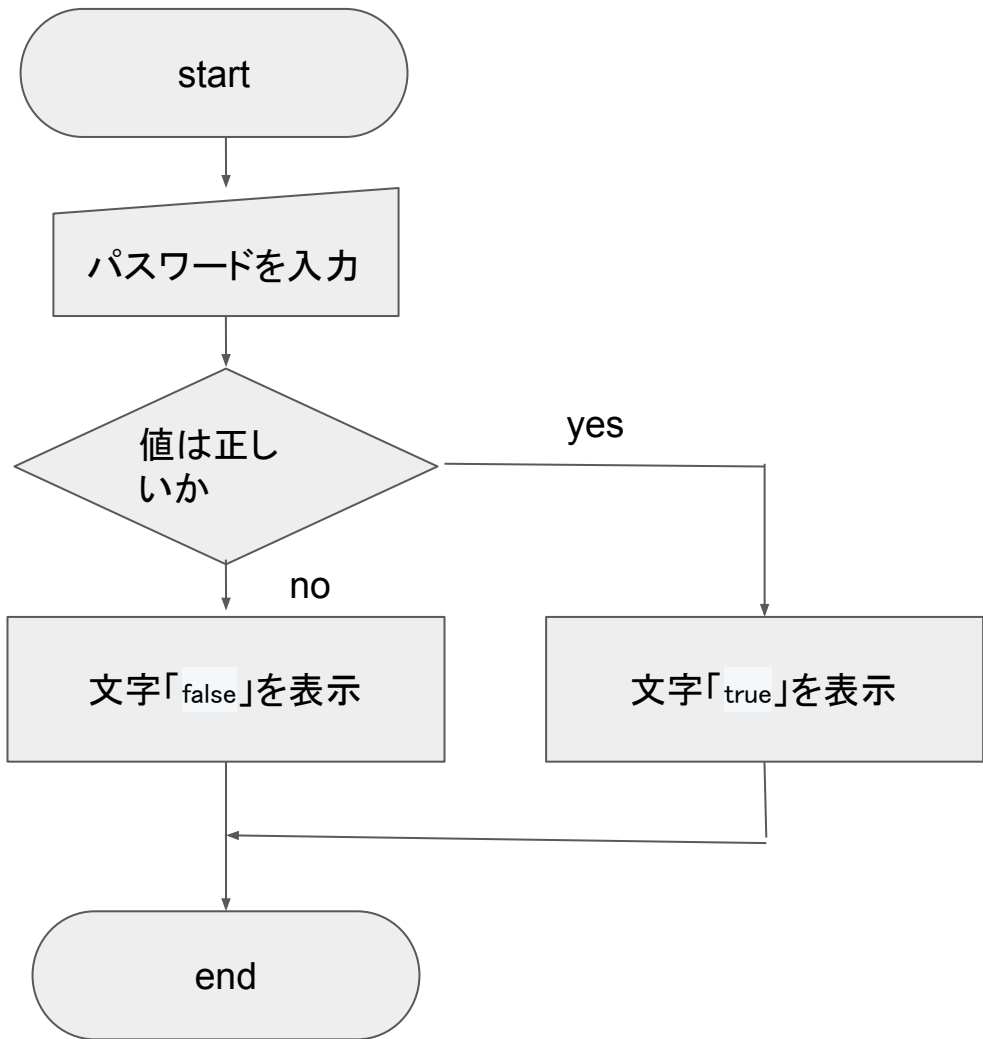 start
パスワードを入力
値は正し
いか
yes
no
文字「false」を表示
文字「true」を表示
end